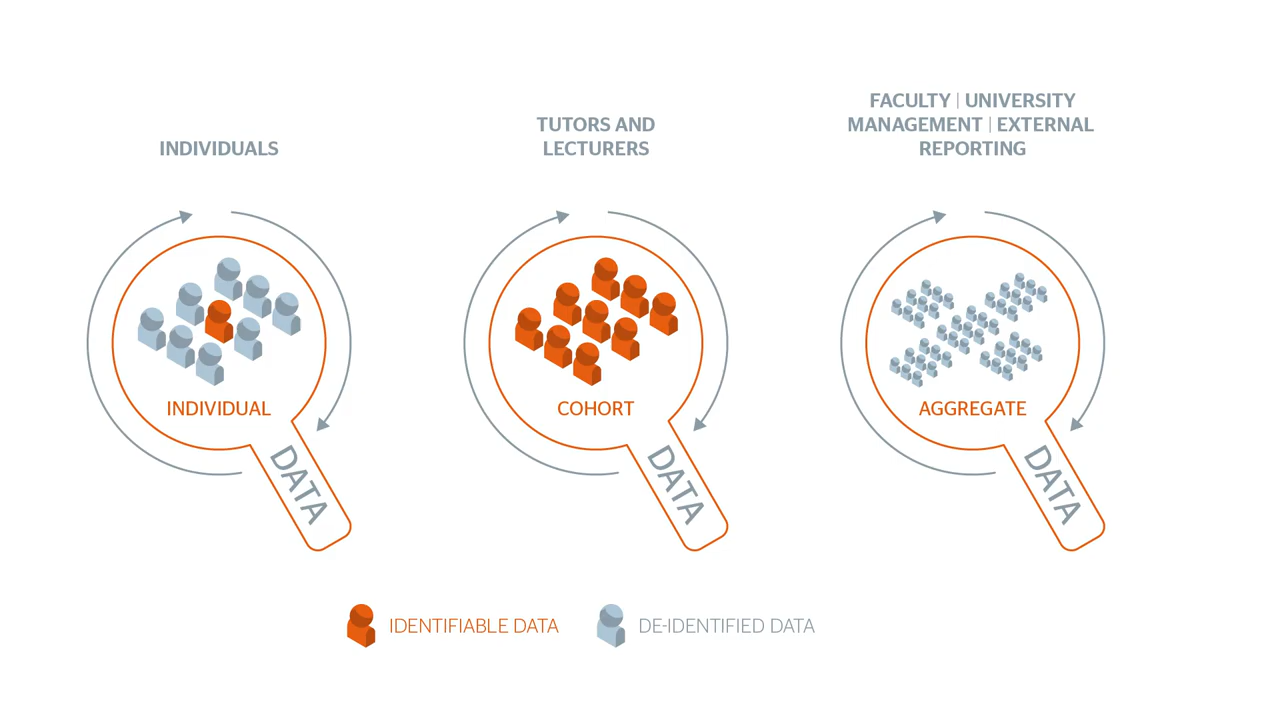 INDIVIDUALS
TUTORS AND
LECTURERS
FACULTY | UNIVERSITY
MANAGEMENT | EXTERNAL
REPORTING
INDIVIDUAL
DATA
COHORT
DATA
AGGREGATE
DATA
IDENTIFIABLE DATA
DE-IDENTIFIED DATA